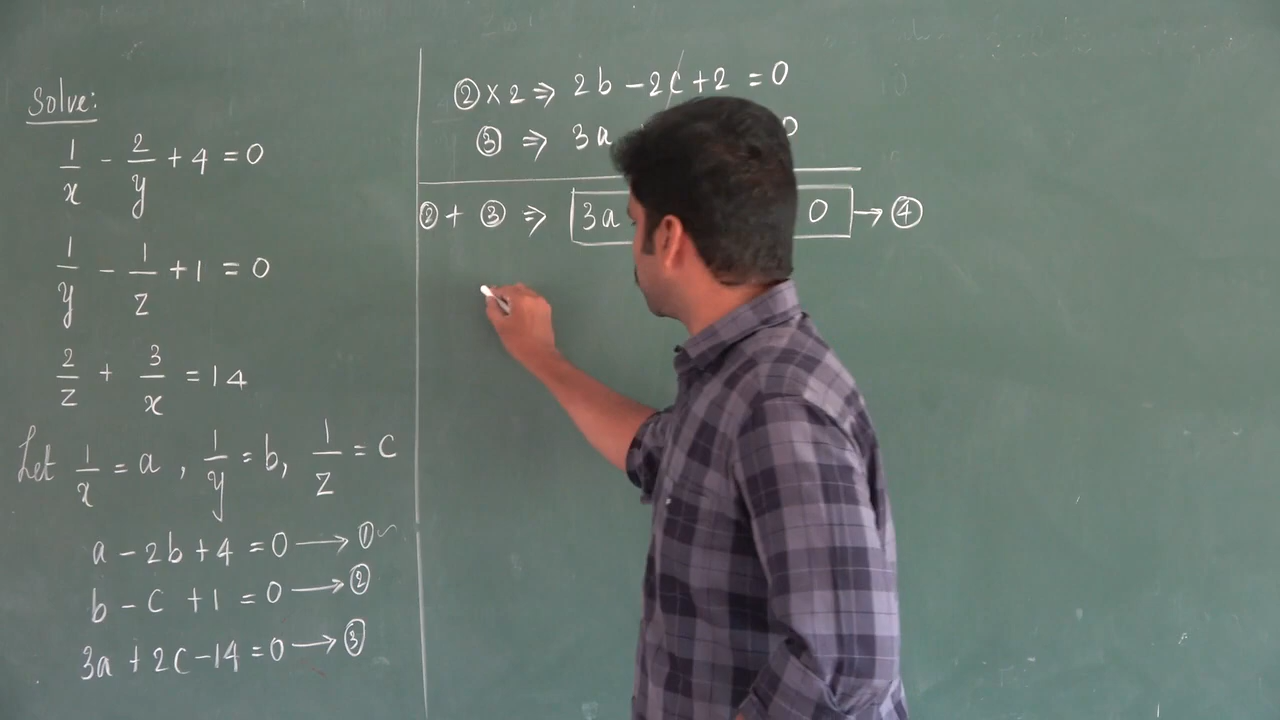 Solve:
1/x - 2/y + 4 = 0
1/y - 1/z + 1 = 0
2/z + 3/x = 14
Let 1/x = a, 1/y = b, 1/z = c
a - 2b + 4 = 0 → ①
b - c + 1 = 0 → ②
3a + 2c - 14 = 0 → ③
② × 2 ⇒ 2b - 2c + 2 = 0
③ ⇒ 3a 0
② + ③ ⇒ 3a 0 → ④